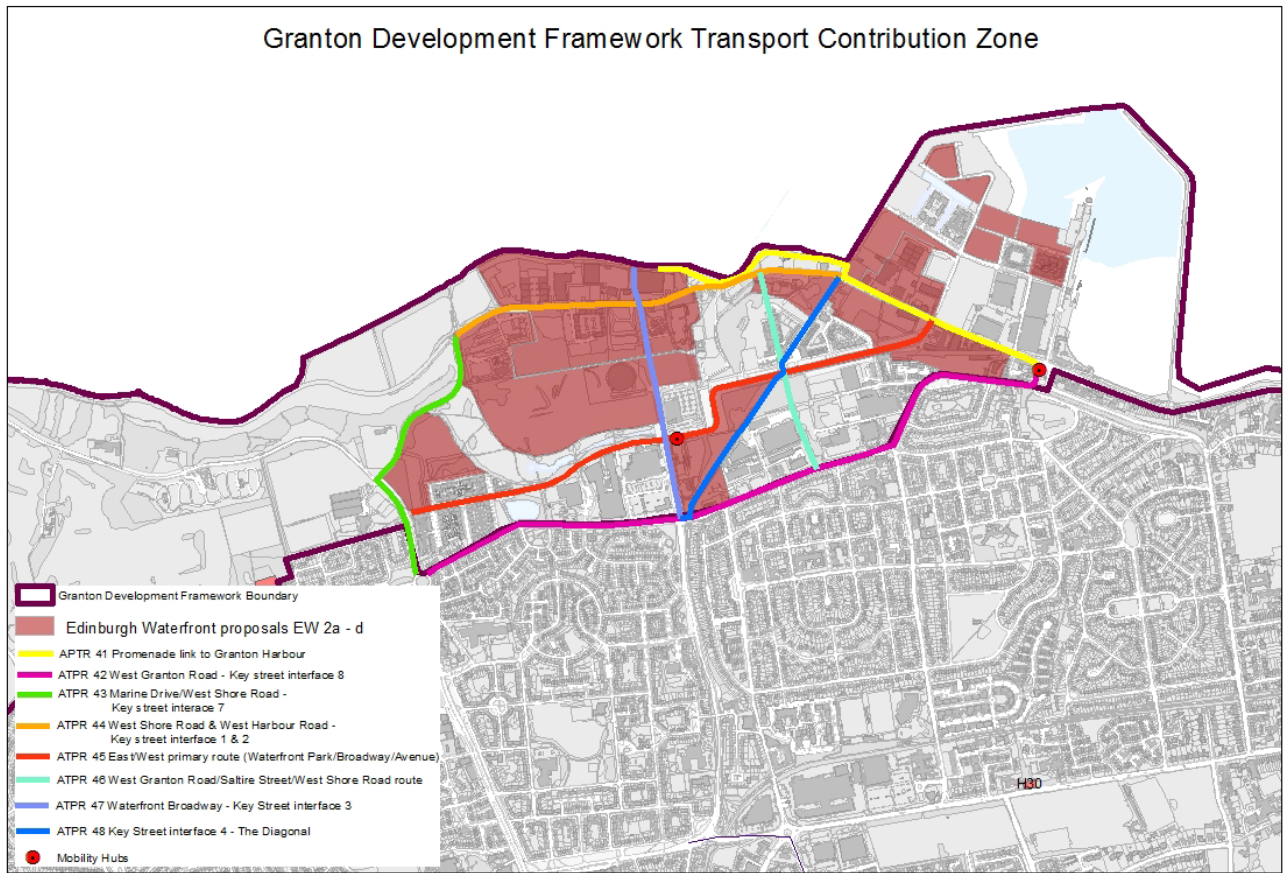 Granton Development Framework Transport Contribution Zone
H30
Granton Development Framework Boundary
Edinburgh Waterfront proposals EW 2a - d
APTR 41 Promenade link to Granton Harbour
ATPR 42 West Granton Road - Key street interface 8
ATPR 43 Marine Drive/West Shore Road -
Key street interace 7
ATPR 44 West Shore Road & West Harbour Road -
Key street interface 1 & 2
ATPR 45 East/West primary route (Waterfront Park/Broadway/Avenue)
ATPR 46 West Granton Road/Saltire Street/West Shore Road route
ATPR 47 Waterfront Broadway - Key Street interface 3
ATPR 48 Key Street interface 4 - The Diagonal
Mobility Hubs